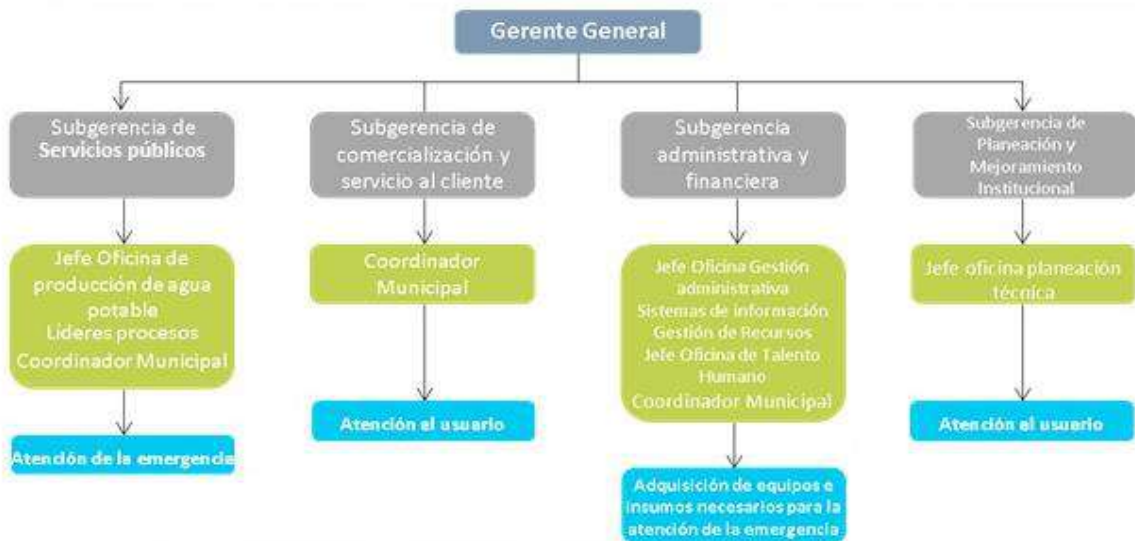 Gerente General
Subgerencia de
Servicios públicos
Subgerencia de
comercialización y
servicio al cliente
Subgerencia
administrativa y
financiera
Subgerencia de
Planeación y
Mejoramiento
Institucional
Jefe Oficina de
producción de agua
potable
Líderes procesos
Coordinador Municipal
Coordinador
Municipal
Jefe Oficina Gestión
administrativa
Sistemas de información
Gestión de Recursos
Jefe Oficina de Talento
Humano
Coordinador Municipal
Jefe oficina planeación
técnica
Atención de la emergencia
Atención al usuario
Adquisición de equipos e
insumos necesarios para la
atención de la emergencia
Atención al usuario